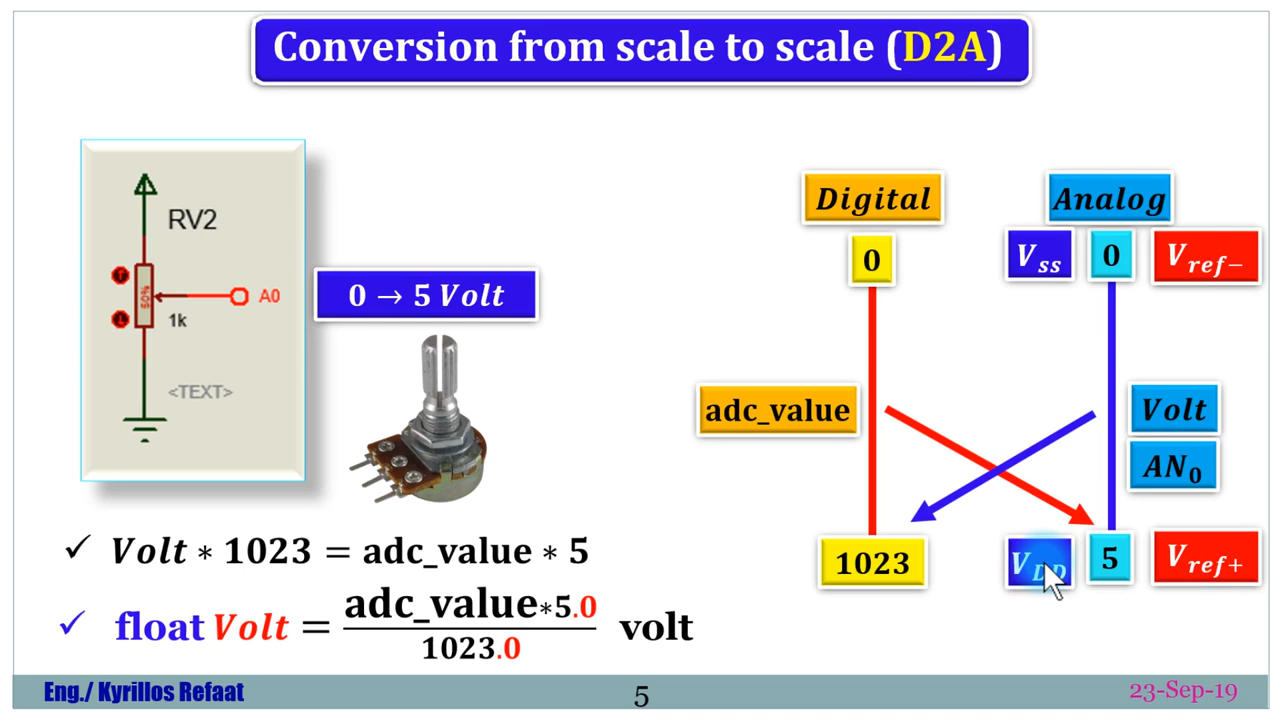 Conversion from scale to scale (D2A)
RV2
50%
A0
1k
<TEXT>
0 → 5 Volt
Digital
Analog
0
Vss
0
Vref−
adc_value
Volt
AN0
1023
VDD
5
Vref+
✓ Volt * 1023 = adc_value * 5
✓ float Volt = adc_value*5.0 / 1023.0 volt
Eng./ Kyrillos Refaat
5
23-Sep-19